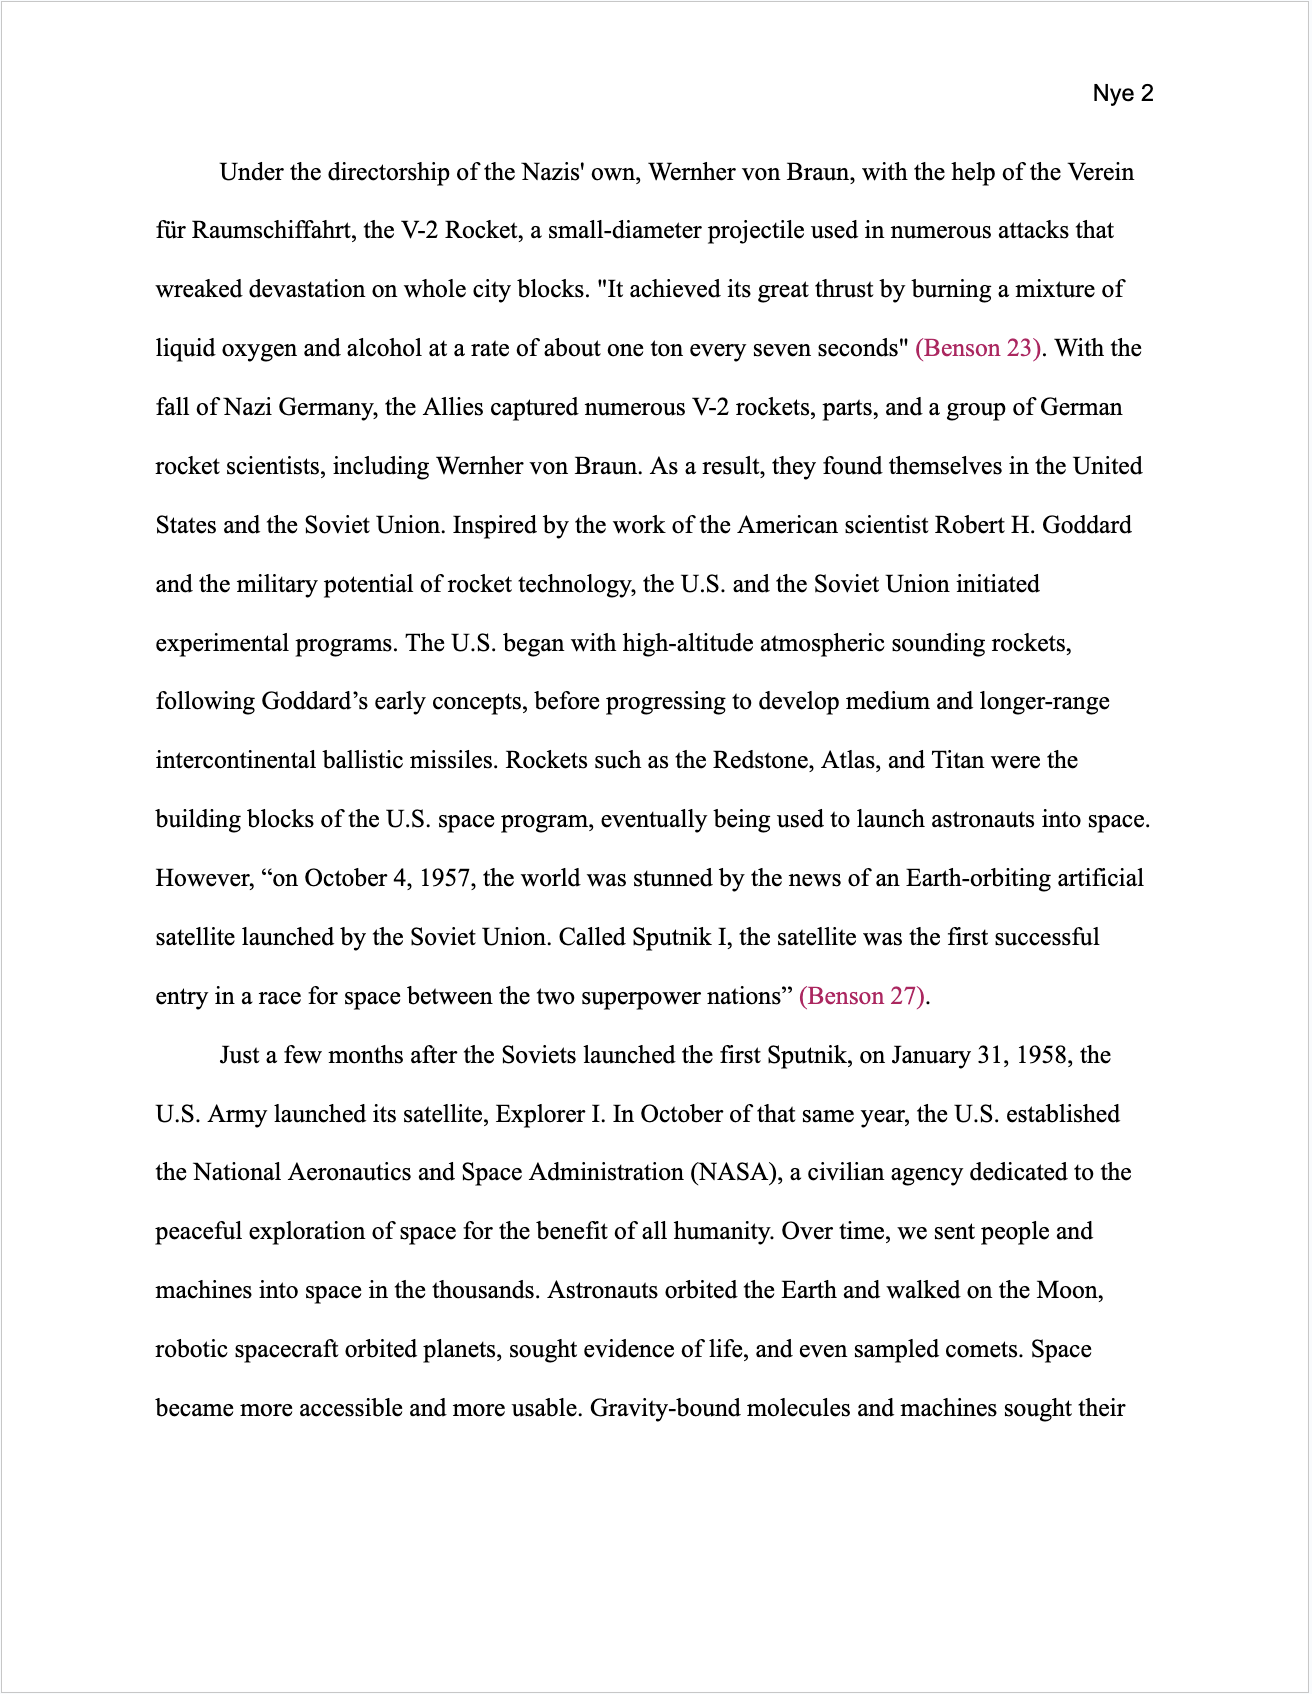 Nye 2
Under the directorship of the Nazis' own, Wernher von Braun, with the help of the Verein
für Raumschiffahrt, the V-2 Rocket, a small-diameter projectile used in numerous attacks that
wreaked devastation on whole city blocks. "It achieved its great thrust by burning a mixture of
liquid oxygen and alcohol at a rate of about one ton every seven seconds" (Benson 23). With the
fall of Nazi Germany, the Allies captured numerous V-2 rockets, parts, and a group of German
rocket scientists, including Wernher von Braun. As a result, they found themselves in the United
States and the Soviet Union. Inspired by the work of the American scientist Robert H. Goddard
and the military potential of rocket technology, the U.S. and the Soviet Union initiated
experimental programs. The U.S. began with high-altitude atmospheric sounding rockets,
following Goddard’s early concepts, before progressing to develop medium and longer-range
intercontinental ballistic missiles. Rockets such as the Redstone, Atlas, and Titan were the
building blocks of the U.S. space program, eventually being used to launch astronauts into space.
However, “on October 4, 1957, the world was stunned by the news of an Earth-orbiting artificial
satellite launched by the Soviet Union. Called Sputnik I, the satellite was the first successful
entry in a race for space between the two superpower nations” (Benson 27).
Just a few months after the Soviets launched the first Sputnik, on January 31, 1958, the
U.S. Army launched its satellite, Explorer I. In October of that same year, the U.S. established
the National Aeronautics and Space Administration (NASA), a civilian agency dedicated to the
peaceful exploration of space for the benefit of all humanity. Over time, we sent people and
machines into space in the thousands. Astronauts orbited the Earth and walked on the Moon,
robotic spacecraft orbited planets, sought evidence of life, and even sampled comets. Space
became more accessible and more usable. Gravity-bound molecules and machines sought their